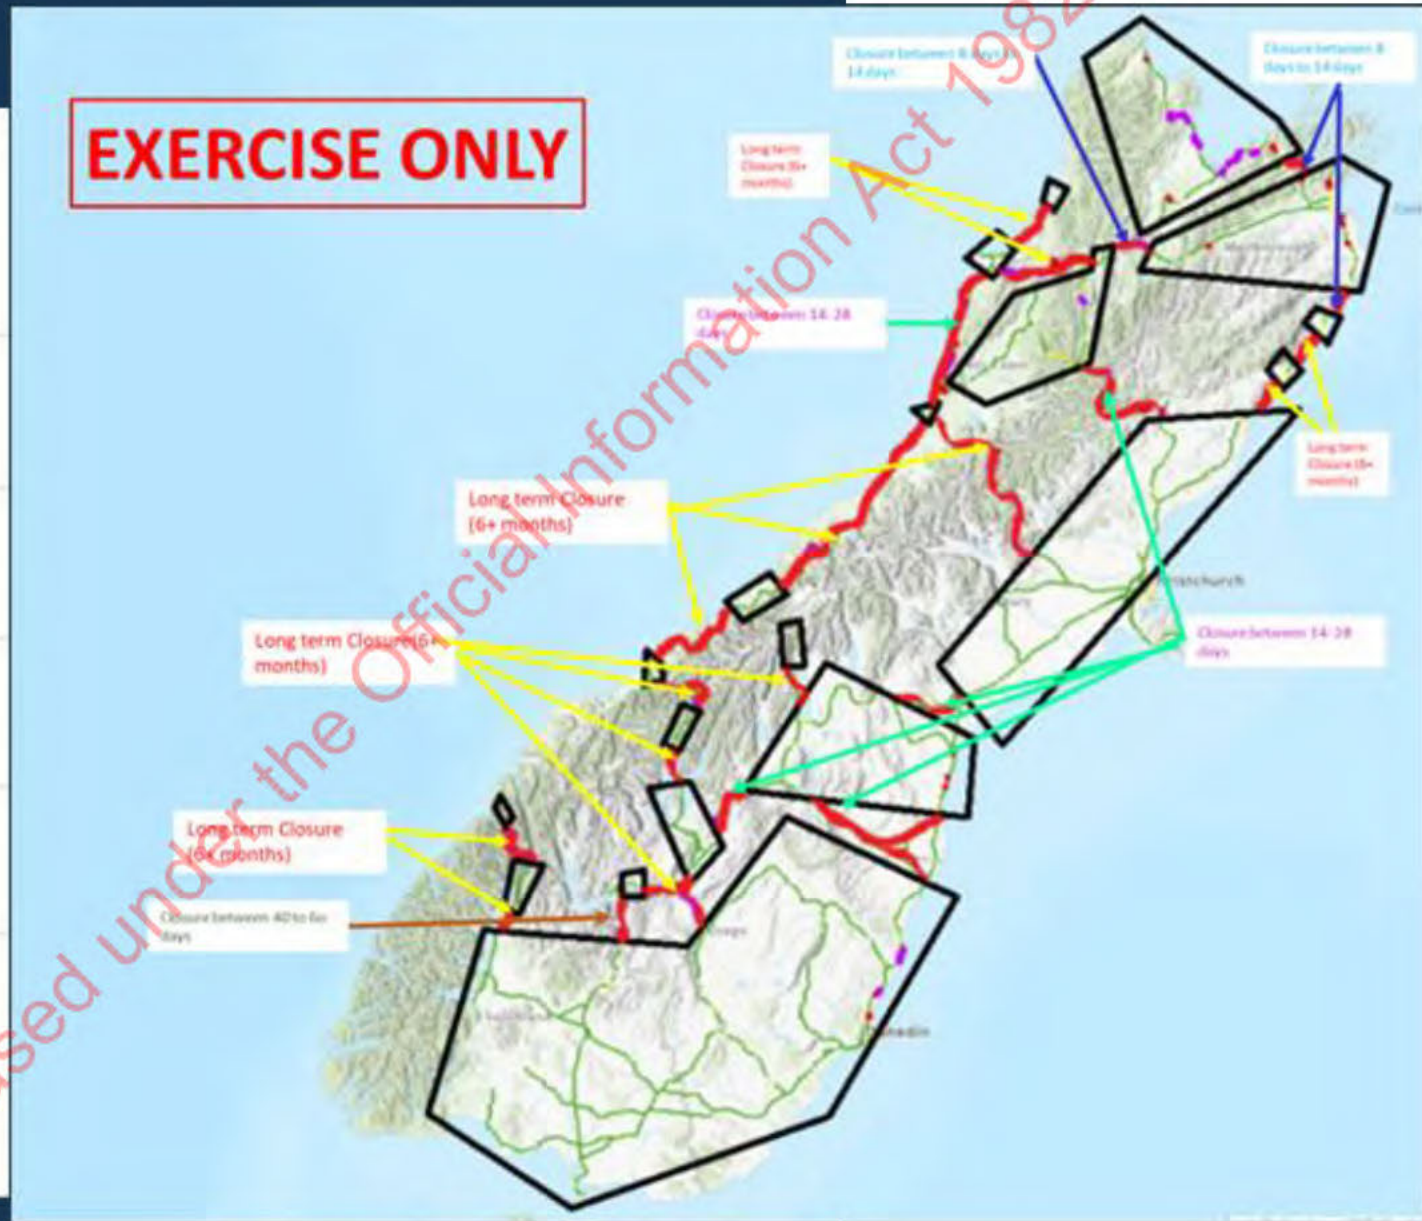 EXERCISE ONLY
Closure between 8 days to
14 days
Closure between 8
days to 14 days
Long term
Closure (6+
months)
Closure between 14- 28
days
Long term Closure
(6+ months)
Long term
Closure (6+
months)
Christchurch
Long term Closure(6+
months)
Closure between 14- 28
days
Long term Closure
(6+ months)
Closure between 40 to 60
days
Otago
Dunedin
sed under the Official Information Act 1982